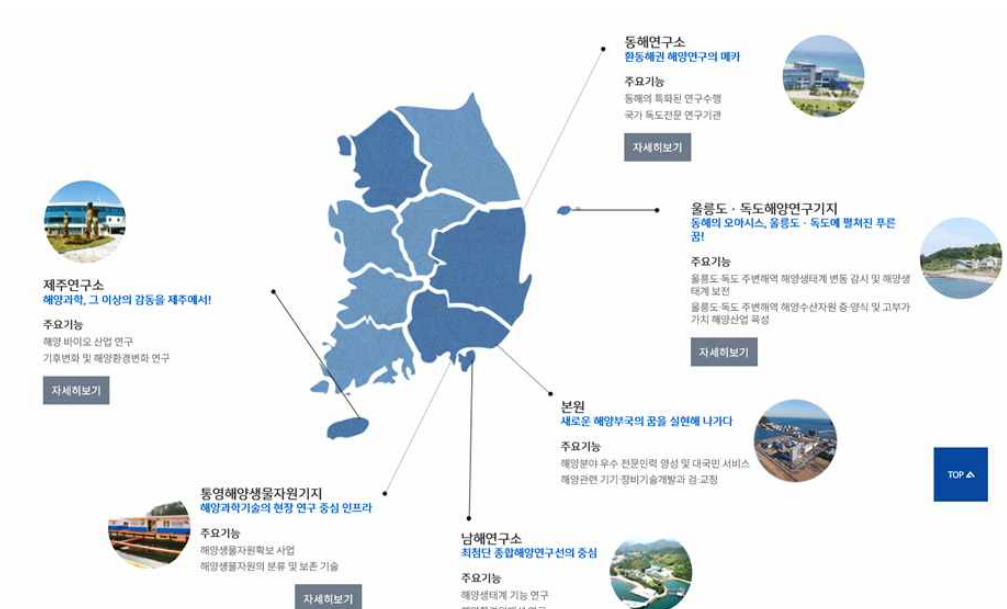 동해연구소
환동해권 해양연구의 메카
주요기능
동해의 특화된 연구수행
국가 독도전문 연구기관
자세히보기
울릉도 · 독도해양연구기지
동해의 오아시스, 울릉도 · 독도에 펼쳐진 푸른
꿈!
주요기능
울릉도·독도 주변해역 해양생태계 변동 감시 및 해양생
태계 보전
울릉도·독도 주변해역 해양수산자원 증·양식 및 고부가
가치 해양산업 육성
자세히보기
제주연구소
해양과학, 그 이상의 감동을 제주에서!
주요기능
해양 바이오 산업 연구
기후변화 및 해양환경변화 연구
자세히보기
본원
새로운 해양부국의 꿈을 실현해 나가다
주요기능
해양분야 우수 전문인력 양성 및 대국민 서비스
해양관련 기기·장비기술개발과 검·교정
TOP
통영해양생물자원기지
해양과학기술의 현장 연구 중심 인프라
주요기능
해양생물자원확보 사업
해양생물자원의 분류 및 보존 기술
자세히보기
남해연구소
최첨단 종합해양연구선의 중심
주요기능
해양생태계 기능 연구